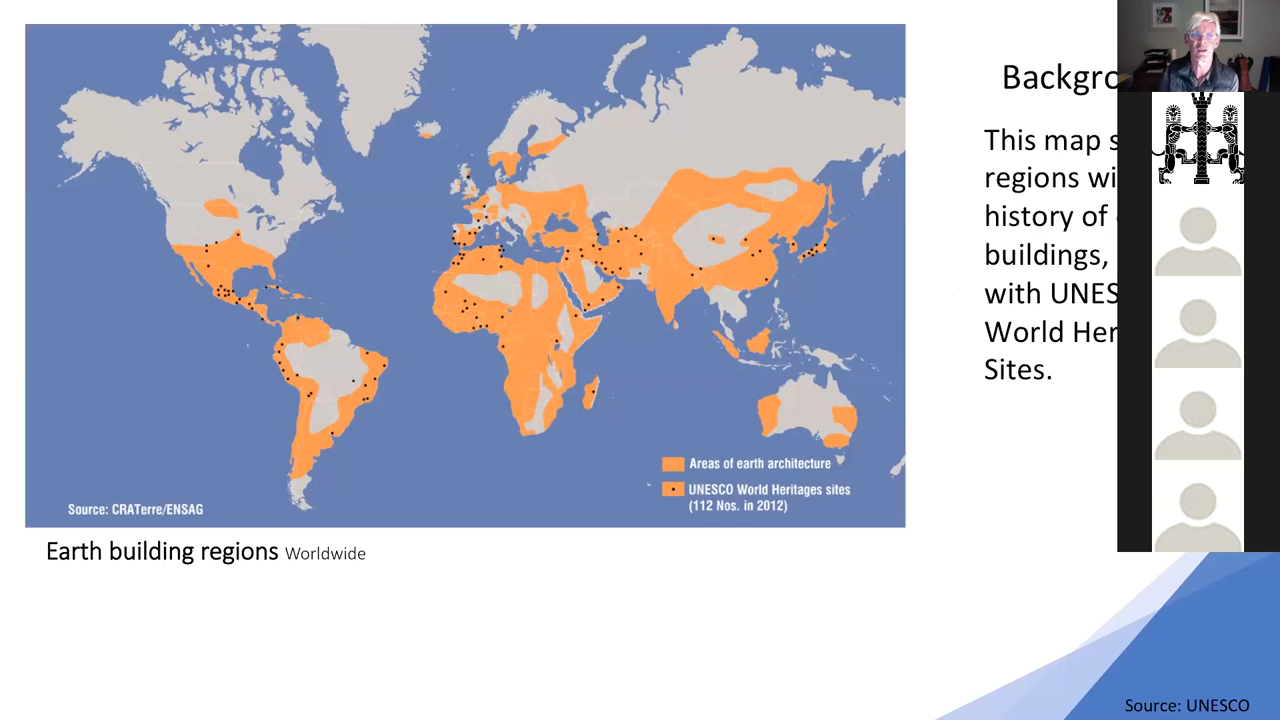 Backgro
This map s
regions wi
history of
buildings,
with UNES
World Her
Sites.
Areas of earth architecture
UNESCO World Heritages sites
(112 Nos. in 2012)
Source: CRATerre/ENSAG
Earth building regions Worldwide
Source: UNESCO